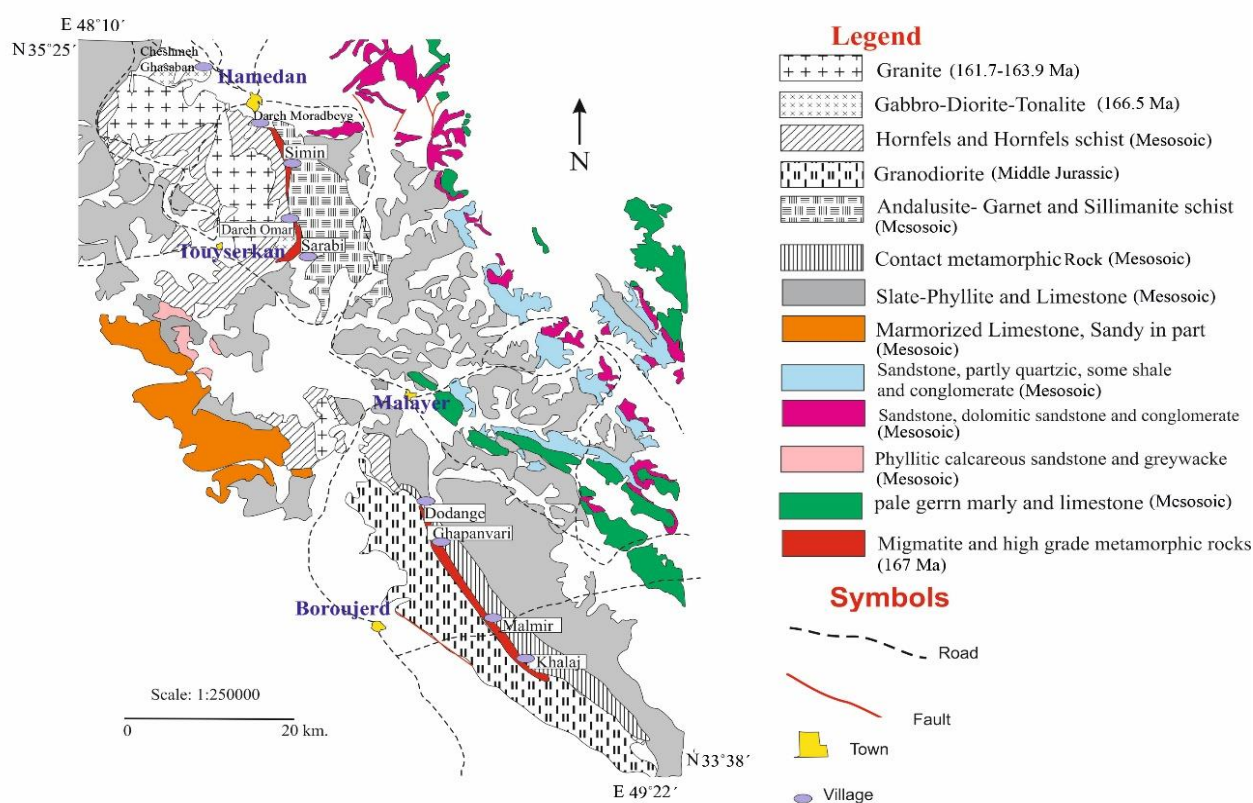 E 48˚10´
N 35˚25´
Cheshmeh
Ghasaban
Hamedan
Darch Moradbeyg
Simin
Darch Omar
Sarabi
Touyserkan
N
Malayer
Dodange
Ghapanvari
Boroujerd
Malmir
Khalaj
Scale: 1:250000
0 20 km.
N 33˚38´
E 49˚22´
Legend
Granite (161.7-163.9 Ma)
Gabbro-Diorite-Tonalite (166.5 Ma)
Hornfels and Hornfels schist (Mesosoic)
Granodiorite (Middle Jurassic)
Andalusite- Garnet and Sillimanite schist
(Mesosoic)
Contact metamorphic Rock (Mesosoic)
Slate-Phyllite and Limestone (Mesosoic)
Marmorized Limestone, Sandy in part
(Mesosoic)
Sandstone, partly quartzic, some shale
and conglomerate (Mesosoic)
Sandstone, dolomitic sandstone and conglomerate
(Mesosoic)
Phyllitic calcareous sandstone and greywacke
(Mesosoic)
pale gerrn marly and limestone (Mesosoic)
Migmatite and high grade metamorphic rocks
(167 Ma)
Symbols
Road
Fault
Town
Village